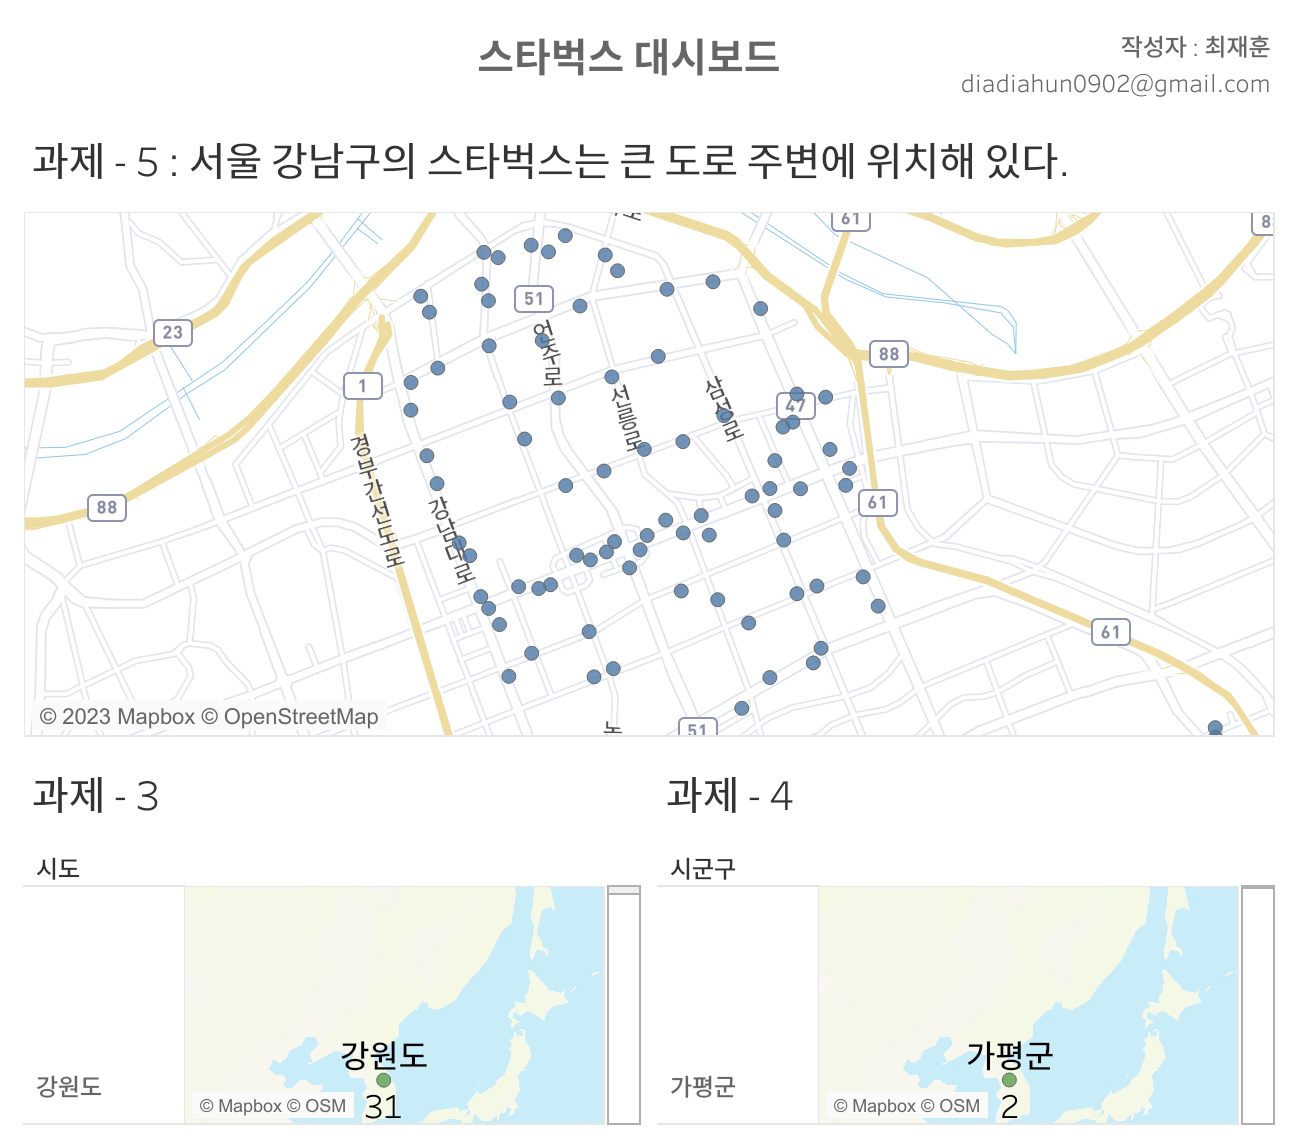 스타벅스 대시보드
작성자 : 최재훈
diadiahun0902@gmail.com
과제 - 5 : 서울 강남구의 스타벅스는 큰 도로 주변에 위치해 있다.
61
8
51
23
언주로
88
1
선릉로
삼성로
47
경부간선도로
88
강남대로
61
61
© 2023 Mapbox © OpenStreetMap
51
과제 - 3
과제 - 4
시도
시군구
강원도
강원도
© Mapbox © OSM
31
가평군
가평군
© Mapbox © OSM
2